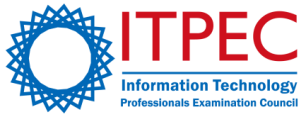 ITPEC
Information Technology
Professionals Examination Council